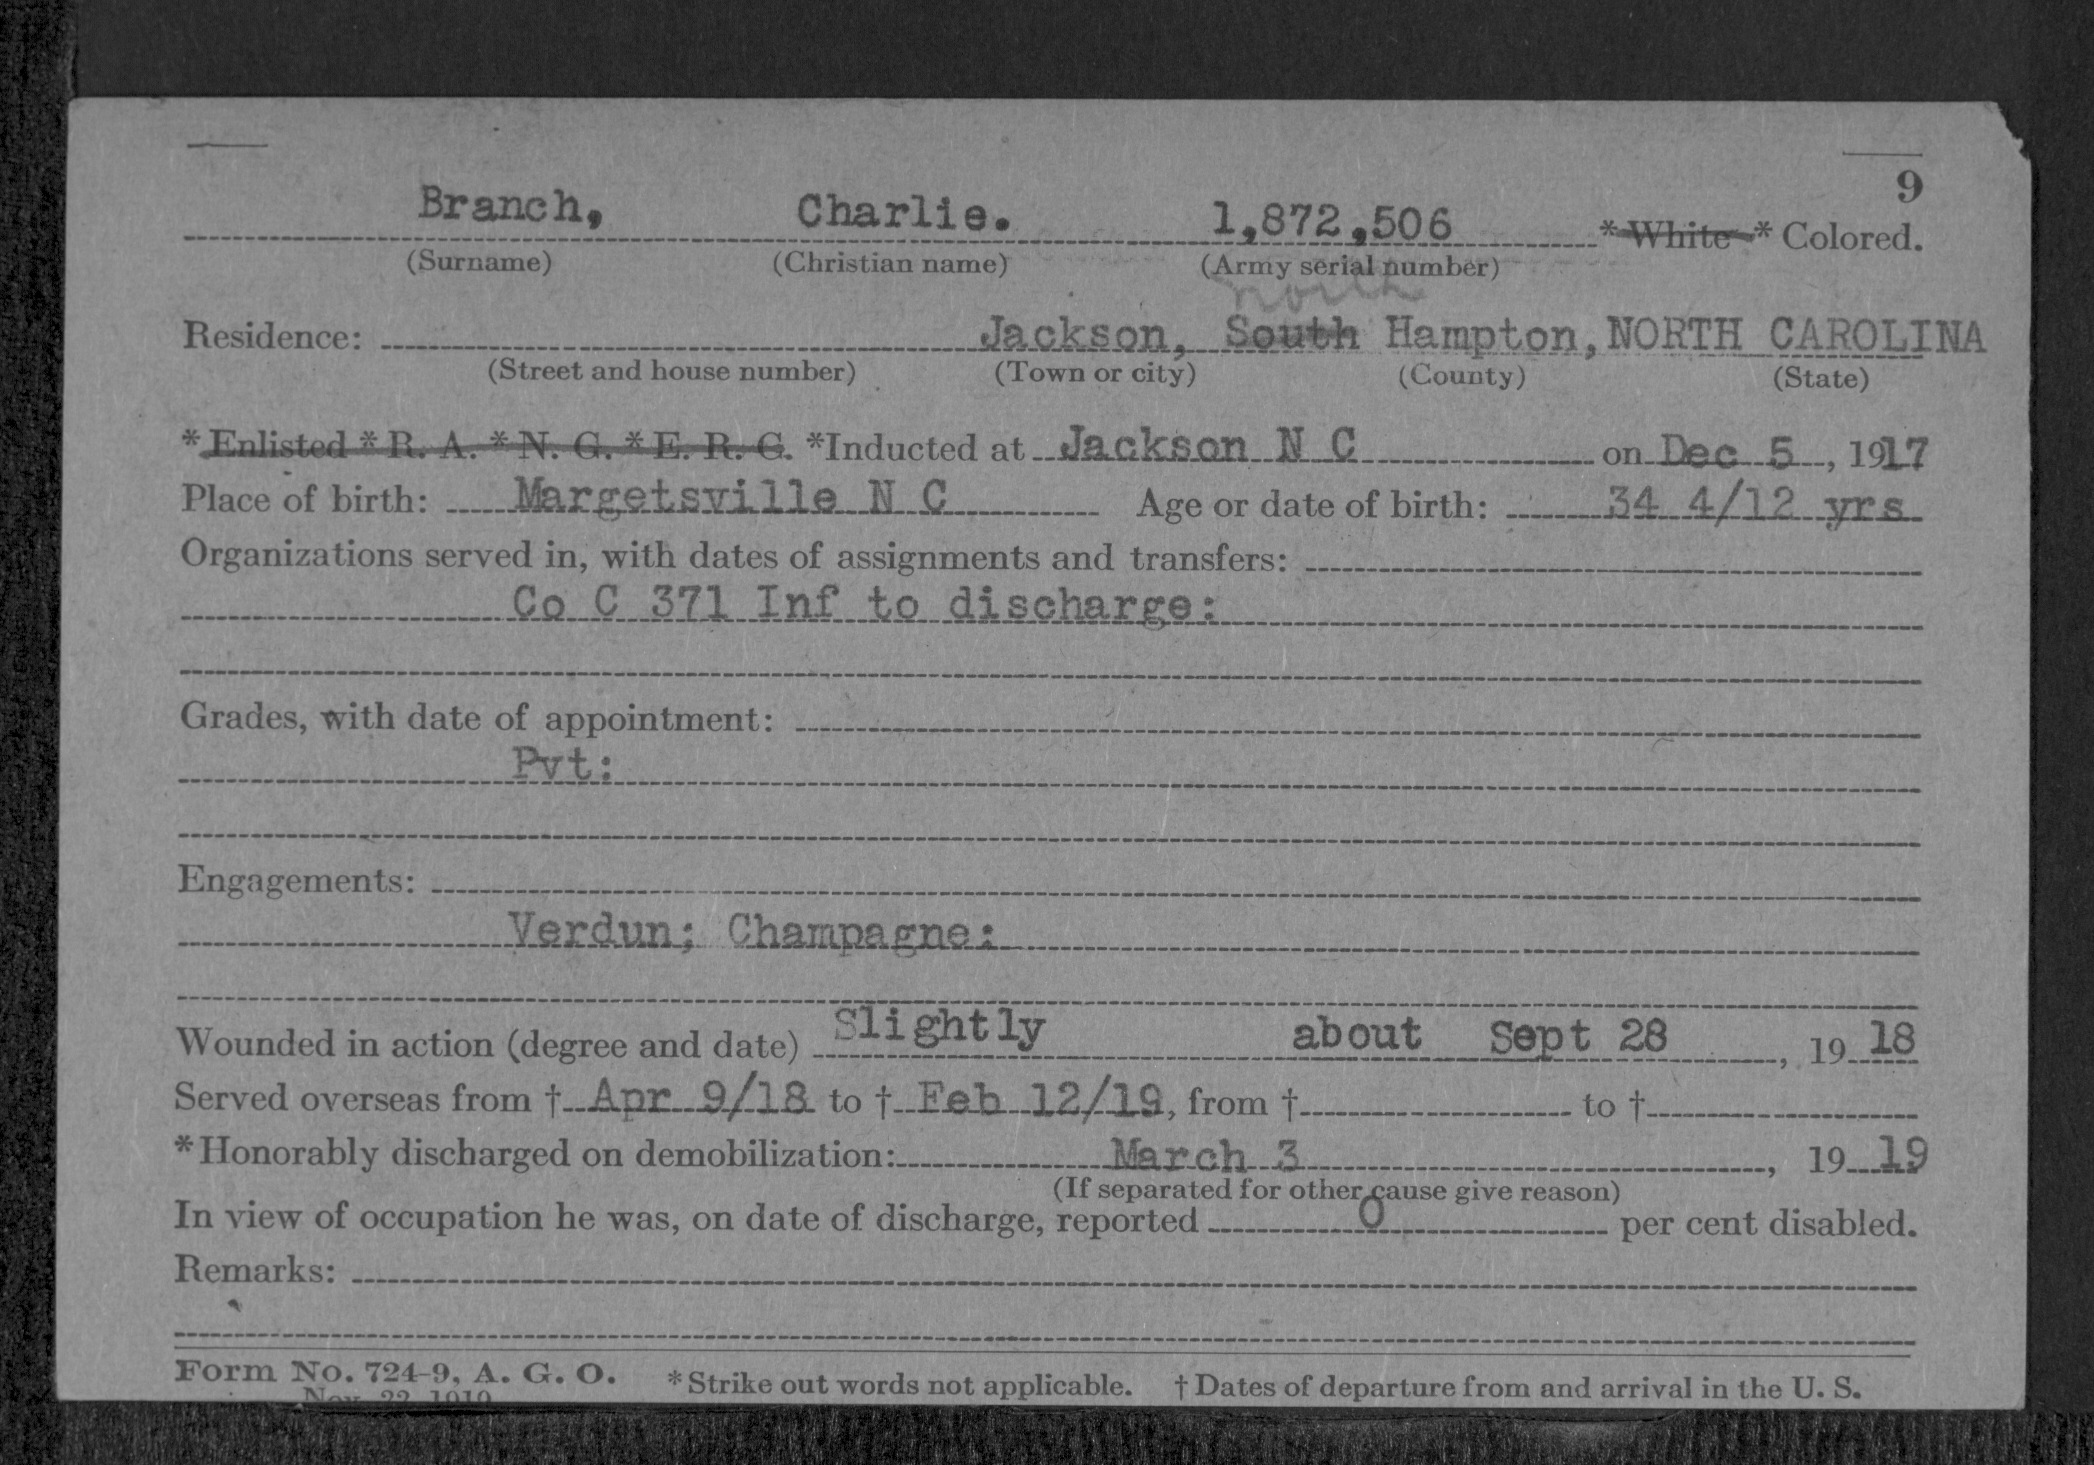 9
Branch, Charlie. 1,872,506 * White * Colored.
(Surname) (Christian name) (Army serial number)
north
Residence: Jackson, South Hampton, NORTH CAROLINA
(Street and house number) (Town or city) (County) (State)
* Enlisted * R. A. * N. G. * E. R. C. *Inducted at Jackson N C on Dec 5, 1917
Place of birth: Margetsville N C Age or date of birth: 34 4/12 yrs
Organizations served in, with dates of assignments and transfers:
Co C 371 Inf to discharge:
Grades, with date of appointment:
Pvt:
Engagements:
Verdun; Champagne:
Wounded in action (degree and date) Slightly about Sept 28, 19 18
Served overseas from † Apr 9/18 to † Feb 12/19, from † to †
* Honorably discharged on demobilization: March 3, 19 19
(If separated for other cause give reason)
In view of occupation he was, on date of discharge, reported 0 per cent disabled.
Remarks:
Form No. 724-9, A. G. O. * Strike out words not applicable. † Dates of departure from and arrival in the U. S.
Nov. 22 1919